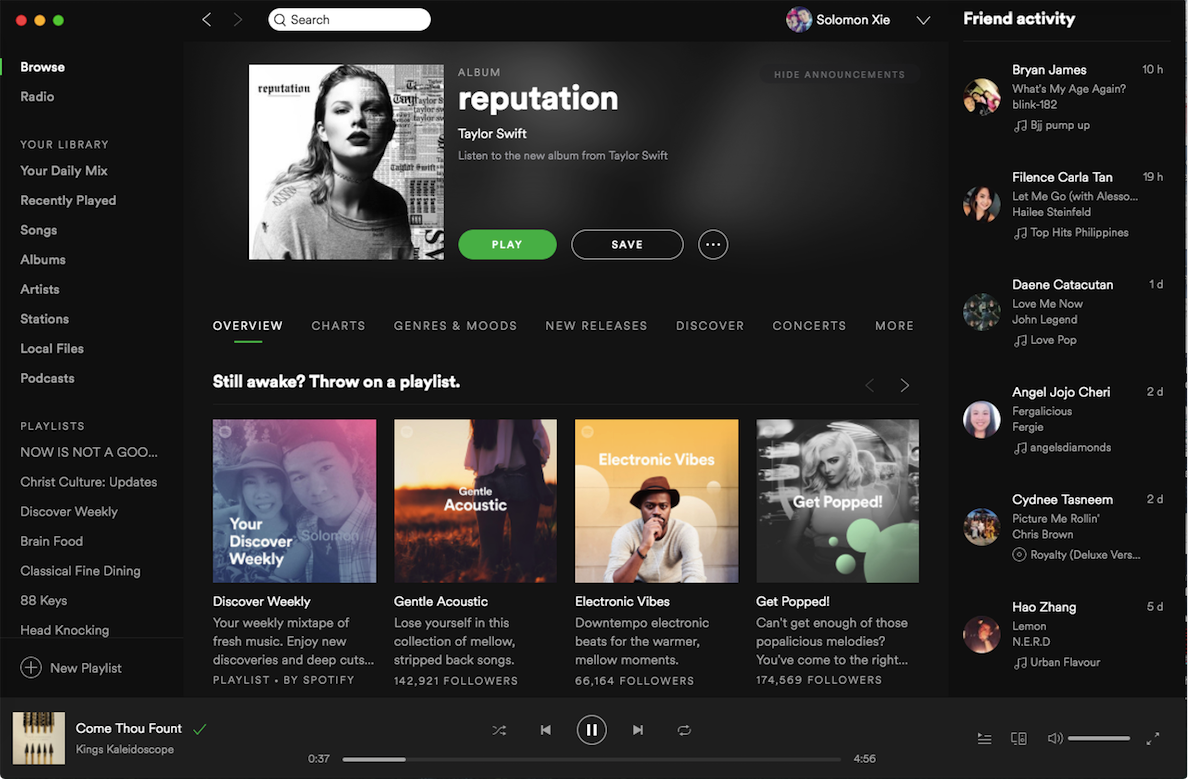 Search
Solomon Xie
Friend activity
Browse
Radio
YOUR LIBRARY
Your Daily Mix
Recently Played
Songs
Albums
Artists
Stations
Local Files
Podcasts
PLAYLISTS
NOW IS NOT A GOO...
Christ Culture: Updates
Discover Weekly
Brain Food
Classical Fine Dining
88 Keys
Head Knocking
New Playlist
reputation
ALBUM
HIDE ANNOUNCEMENTS
reputation
Taylor Swift
Listen to the new album from Taylor Swift
PLAY
SAVE
OVERVIEW
CHARTS
GENRES & MOODS
NEW RELEASES
DISCOVER
CONCERTS
MORE
Still awake? Throw on a playlist.
Your
Discover
Weekly
Solomon
Discover Weekly
Your weekly mixtape of
fresh music. Enjoy new
discoveries and deep cuts...
PLAYLIST • BY SPOTIFY
Gentle
Acoustic
Gentle Acoustic
Lose yourself in this
collection of mellow,
stripped back songs.
142,921 FOLLOWERS
Electronic Vibes
Electronic Vibes
Downtempo electronic
beats for the warmer,
mellow moments.
66,164 FOLLOWERS
Get Popped!
Get Popped!
Can't get enough of those
popalicious melodies?
You've come to the right...
174,569 FOLLOWERS
Bryan James 10 h
What's My Age Again?
blink-182
Bjj pump up
Filence Carla Tan 19 h
Let Me Go (with Alesso...
Hailee Steinfeld
Top Hits Philippines
Daene Catacutan 1 d
Love Me Now
John Legend
Love Pop
Angel Jojo Cheri 2 d
Fergalicious
Fergie
angelsdiamonds
Cydnee Tasneem 2 d
Picture Me Rollin'
Chris Brown
Royalty (Deluxe Vers...
Hao Zhang 5 d
Lemon
N.E.R.D
Urban Flavour
Come Thou Fount
Kings Kaleidoscope
0:37
4:56